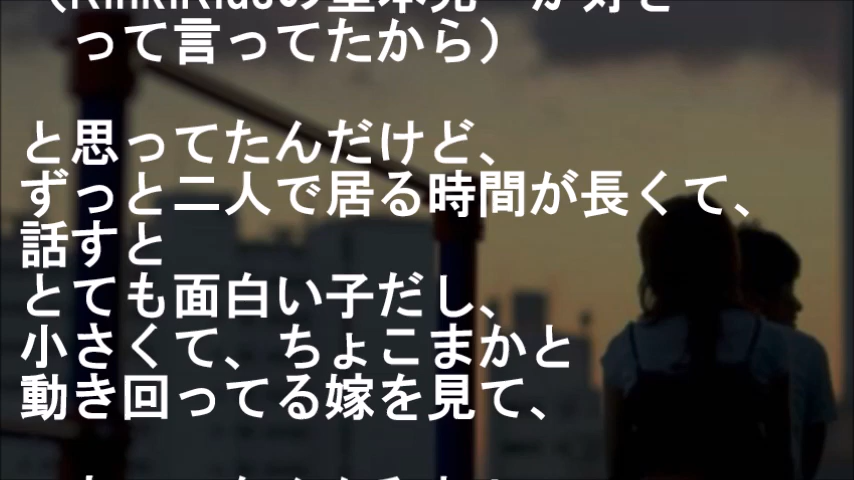 って言ってたから）
と思ってたんだけど、
ずっと二人で居る時間が長くて、
話すと
とても面白い子だし、
小さくて、ちょこまかと
動き回ってる嫁を見て、